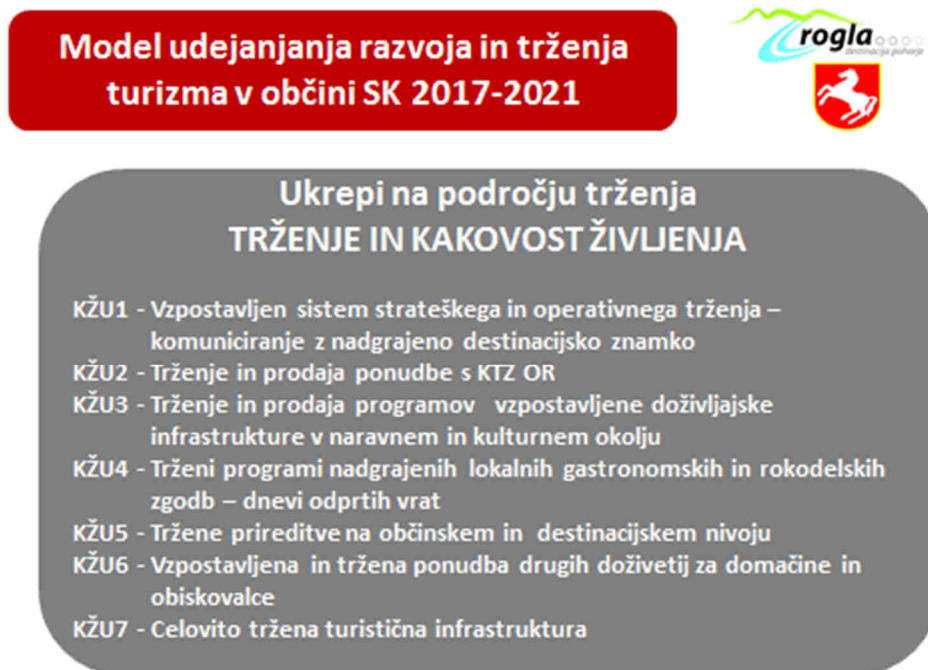 Model udejanjanja razvoja in trženja
turizma v občini SK 2017-2021
rogla
destinacija pohorje
Ukrepi na področju trženja
TRŽENJE IN KAKOVOST ŽIVLJENJA
KŽU1 - Vzpostavljen sistem strateškega in operativnega trženja –
komuniciranje z nadgrajeno destinacijsko znamko
KŽU2 - Trženje in prodaja ponudbe s KTZ OR
KŽU3 - Trženje in prodaja programov vzpostavljene doživljajske
infrastrukture v naravnem in kulturnem okolju
KŽU4 - Trženi programi nadgrajenih lokalnih gastronomskih in rokodelskih
zgodb – dnevi odprtih vrat
KŽU5 - Tržene prireditve na občinskem in destinacijskem nivoju
KŽU6 - Vzpostavljena in tržena ponudba drugih doživetij za domačine in
obiskovalce
KŽU7 - Celovito tržena turistična infrastruktura